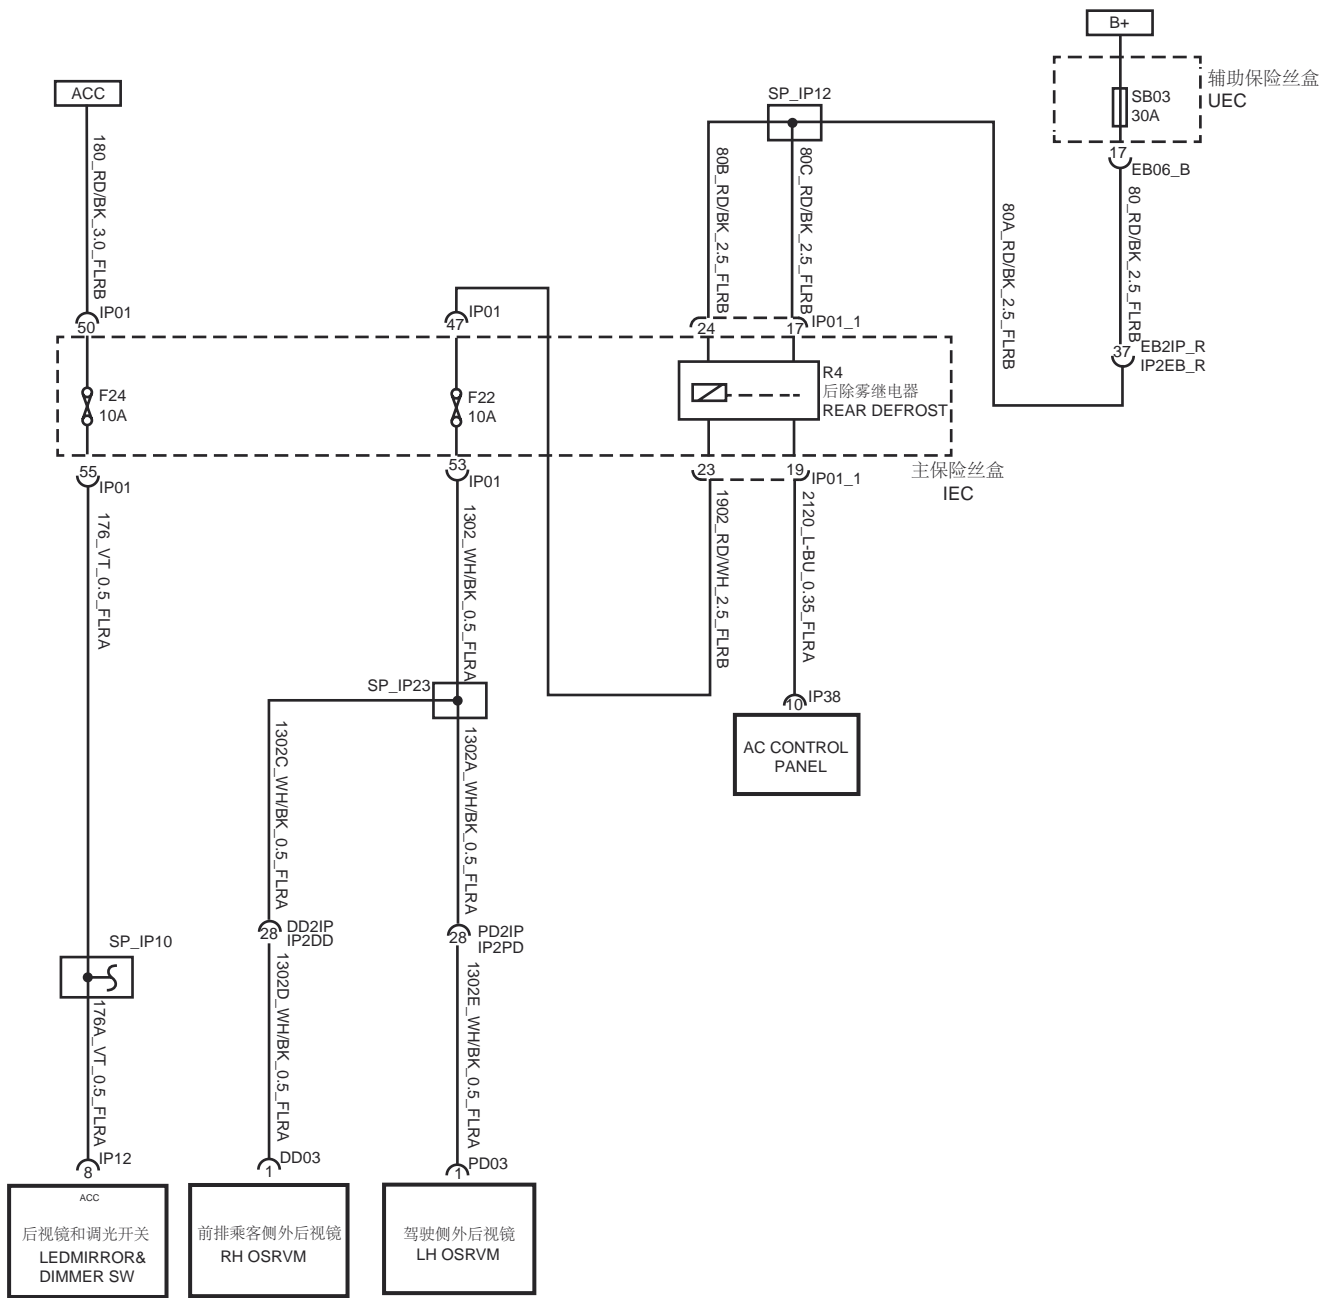 B+
辅助保险丝盒
UEC
SB03
30A
17
EB06_B
80_RD/BK_2.5_FLRB
37
EB2IP_R
IP2EB_R
80A_RD/BK_2.5_FLRB
SP_IP12
80B_RD/BK_2.5_FLRB
80C_RD/BK_2.5_FLRB
ACC
180_RD/BK_3.0_FLRB
IP01
50
IP01
47
24
17
IP01_1
F24
10A
F22
10A
R4
后除雾继电器
REAR DEFROST
主保险丝盒
IEC
55
IP01
53
IP01
23
19
IP01_1
176_VT_0.5_FLRA
1302_WH/BK_0.5_FLRA
1902_RD/WH_2.5_FLRB
2120_L-BU_0.35_FLRA
SP_IP23
IP38
10
AC CONTROL
PANEL
1302C_WH/BK_0.5_FLRA
1302A_WH/BK_0.5_FLRA
28
DD2IP
IP2DD
28
PD2IP
IP2PD
SP_IP10
176A_VT_0.5_FLRA
1302D_WH/BK_0.5_FLRA
1302E_WH/BK_0.5_FLRA
IP12
8
DD03
1
PD03
1
ACC
后视镜和调光开关
LEDMIRROR&
DIMMER SW
前排乘客侧外后视镜
RH OSRVM
驾驶侧外后视镜
LH OSRVM